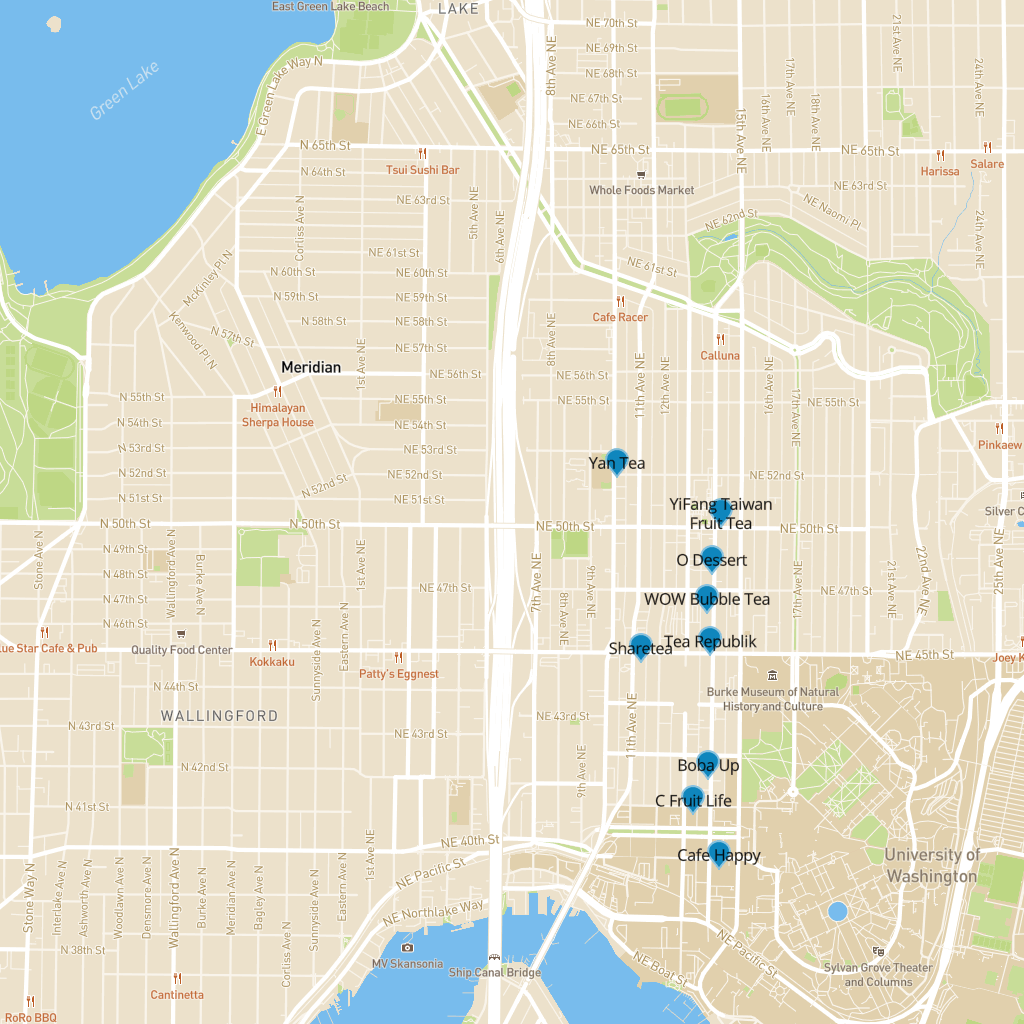 East Green Lake Beach
LAKE
NE 70th St
21st Ave NE
8th Ave NE
NE 69th St
Green Lake
E Green Lake Way N
NE 68th St
17th Ave NE
24th Ave NE
NE 67th St
16th Ave NE
18th Ave NE
15th Ave NE
NE 66th St
N 65th St
NE 65th St
NE 65th St
Tsui Sushi Bar
Harissa
Salare
N 64th St
Whole Foods Market
NE 63rd St
NE 63rd St
5th Ave NE
6th Ave NE
Corliss Ave N
NE Naomi Pl
NE 62nd St
24th Ave NE
NE 61st St
NE 61st St
McKinley Pl N
N 60th St
NE 60th St
N 59th St
NE 59th St
Cafe Racer
Kenwood Pl N
N 57th St
N 58th St
NE 58th St
8th Ave NE
Calluna
NE 57th St
1st Ave NE
Meridian
NE 56th St
NE 56th St
11th Ave NE
12th Ave NE
16th Ave NE
17th Ave NE
N 55th St
NE 55th St
NE 55th St
NE 55th St
Himalayan
Sherpa House
N 54th St
NE 54th St
Pinkaew
N 53rd St
NE 53rd St
Yan Tea
N 52nd St
N 52nd St
NE 52nd St
NE 52nd St
N 51st St
NE 51st St
YiFang Taiwan
Fruit Tea
Silver C
N 50th St
N 50th St
NE 50th St
NE 50th St
Stone Ave N
N 49th St
Wallingford Ave N
Burke Ave N
1st Ave NE
7th Ave NE
O Dessert
N 48th St
9th Ave NE
8th Ave NE
17th Ave NE
21st Ave NE
22nd Ave NE
25th Ave NE
N 47th St
NE 47th St
NE 47th St
WOW Bubble Tea
N 46th St
Sunnyside Ave N
Eastern Ave N
lue Star Cafe & Pub
Quality Food Center
Kokkaku
Patty's Eggnest
Sharetea
Tea Republik
NE 45th St
Joey K
N 44th St
Burke Museum of Natural
History and Culture
WALLINGFORD
N 43rd St
NE 43rd St
NE 43rd St
11th Ave NE
N 42nd St
9th Ave NE
Boba Up
N 41st St
C Fruit Life
NE 40th St
1st Ave NE
Cafe Happy
University of
Washington
NE Pacific St
Stone Way N
Interlake Ave N
Ashworth Ave N
Woodlawn Ave N
Densmore Ave N
Wallingford Ave N
Burke Ave N
Meridian Ave N
Bagley Ave N
Corliss Ave N
Sunnyside Ave N
Eastern Ave N
NE Northlake Way
N 38th St
MV Skansonia
Ship Canal Bridge
NE Boat St
NE Pacific St
Sylvan Grove Theater
and Columns
Cantinetta
RoRo BBQ